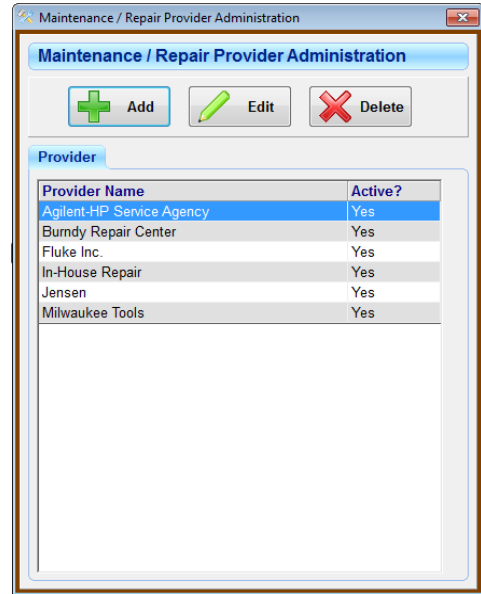 Maintenance / Repair Provider Administration
Maintenance / Repair Provider Administration
Add Edit Delete
Provider
Provider Name Active?
Agilent-HP Service Agency Yes
Burndy Repair Center Yes
Fluke Inc. Yes
In-House Repair Yes
Jensen Yes
Milwaukee Tools Yes